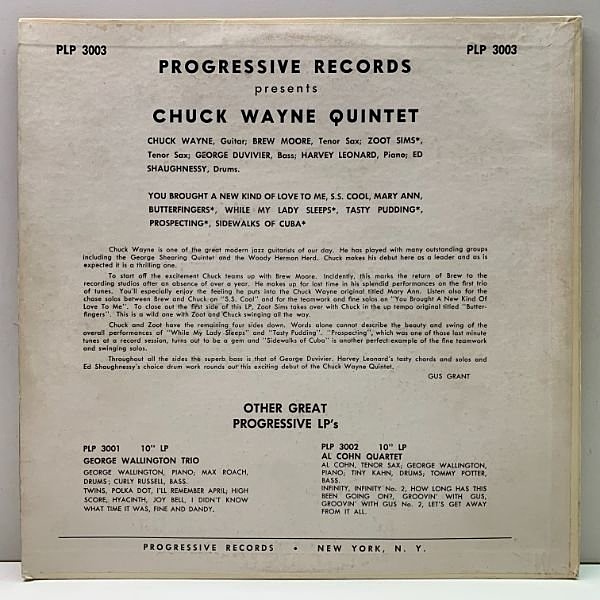 PLP 3003 PLP 3003
PROGRESSIVE RECORDS
presents
CHUCK WAYNE QUINTET
CHUCK WAYNE, Guitar; BREW MOORE, Tenor Sax; ZOOT SIMS*,
Tenor Sax; GEORGE DUVIVIER, Bass; HARVEY LEONARD, Piano; ED
SHAUGHNESSY, Drums.
YOU BROUGHT A NEW KIND OF LOVE TO ME, S.S. COOL, MARY ANN,
BUTTERFINGERS*, WHILE MY LADY SLEEPS*, TASTY PUDDING*,
PROSPECTING*, SIDEWALKS OF CUBA*
Chuck Wayne is one of the great modern jazz guitarists of our day. He has played with many outstanding groups
including the George Shearing Quintet and the Woody Herman Herd. Chuck makes his debut here as a leader and as is
expected it is a thrilling one.
To start off the excitement Chuck teams up with Brew Moore. Incidently, this marks the return of Brew to the
recording studios after an absence of over a year. He makes up for lost time in his splendid performances on the first trio
of tunes. You'll especially enjoy the feeling he puts into the Chuck Wayne original titled Mary Ann. Listen also for the
chase solos between Brew and Chuck on "S.S. Cool" and for the teamwork and fine solos on "You Brought A New Kind Of
Love To Me". To close out the first side of this LP, Zoot Sims takes over with Chuck in the up tempo original titled "Butter-
fingers". This is a wild one with Zoot and Chuck swinging all the way.
Chuck and Zoot have the remaining four sides down. Words alone cannot describe the beauty and swing of the
overall performances of "While My Lady Sleeps" and "Tasty Pudding". "Prospecting", which was one of those last minute
tunes at a record session, turns out to be a gem and "Sidewalks of Cuba" is another perfect example of the fine teamwork
and swinging solos.
Throughout all the sides the superb bass is that of George Duvivier. Harvey Leonard's tasty chords and solos and
Ed Shaughnessy's choice drum work rounds out this exciting debut of the Chuck Wayne Quintet.
GUS GRANT
OTHER GREAT
PROGRESSIVE LP's
PLP 3001 10" LP
GEORGE WALLINGTON TRIO
GEORGE WALLINGTON, PIANO; MAX ROACH,
DRUMS; CURLY RUSSELL, BASS.
TWINS, POLKA DOT, I'LL REMEMBER APRIL; HIGH
SCORE, HYACINTH, JOY BELL, I DIDN'T KNOW
WHAT TIME IT WAS, FINE AND DANDY.
PLP 3002 10" LP
AL COHN QUARTET
AL COHN, TENOR SAX; GEORGE WALLINGTON,
PIANO; TINY KAHN, DRUMS; TOMMY POTTER,
BASS.
INFINITY, INFINITY No. 2, HOW LONG HAS THIS
BEEN GOING ON?, GROOVIN' WITH GUS,
GROOVIN' WITH GUS No. 2, LET'S GET AWAY
FROM IT ALL.
PROGRESSIVE RECORDS • NEW YORK, N. Y.